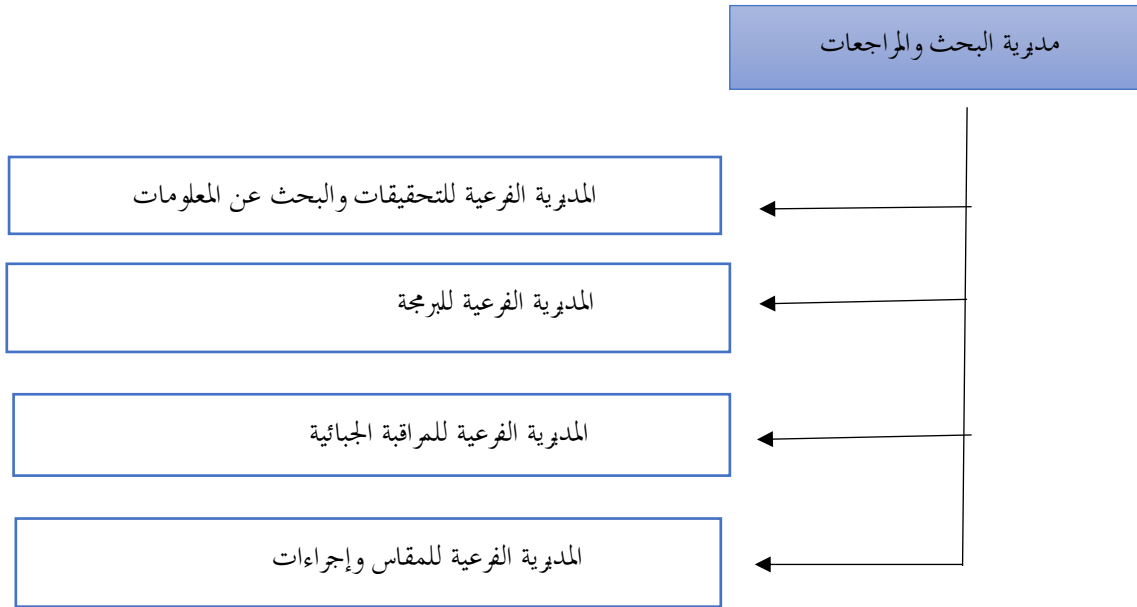 مديرية البحث والمراجعات
المديرية الفرعية للتحقيقات والبحث عن المعلومات
المديرية الفرعية للبرمجة
المديرية الفرعية للمراقبة الجبائية
المديرية الفرعية للمقاس وإجراءات